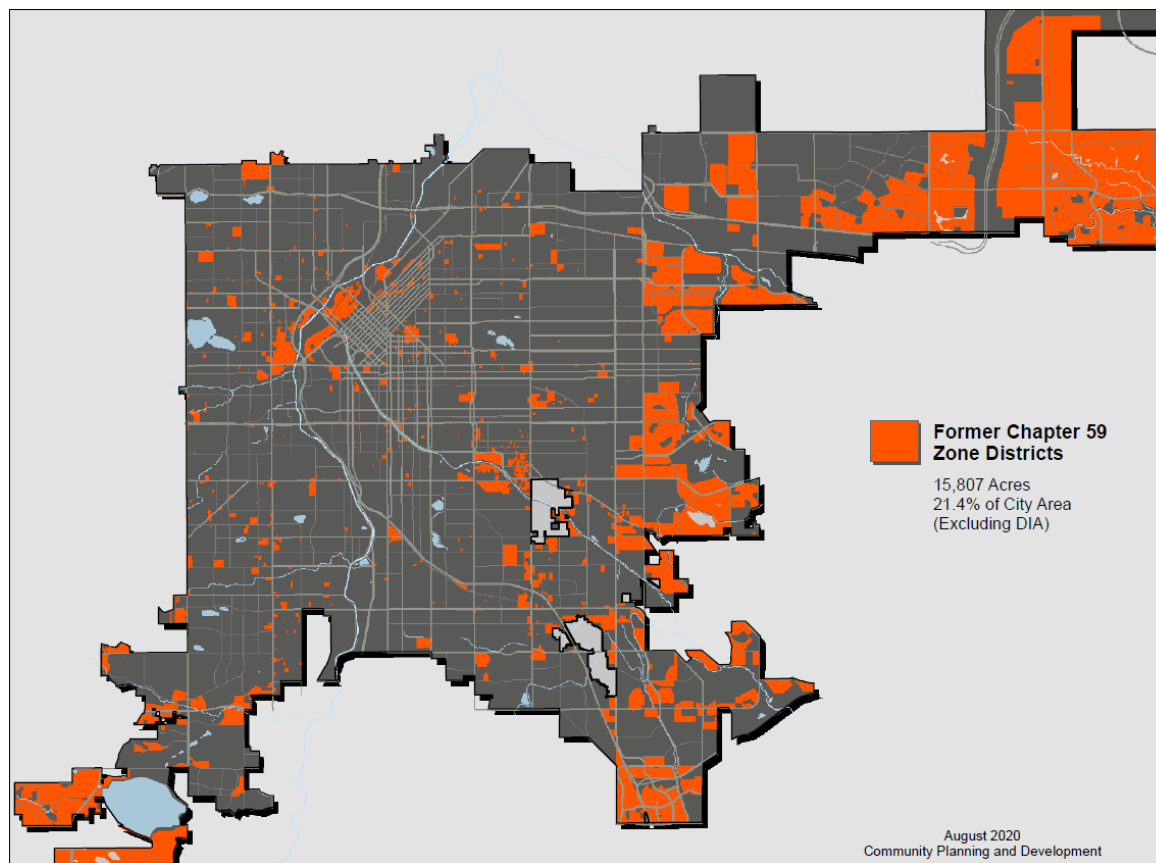 Former Chapter 59
Zone Districts
15,807 Acres
21.4% of City Area
(Excluding DIA)
August 2020
Community Planning and Development